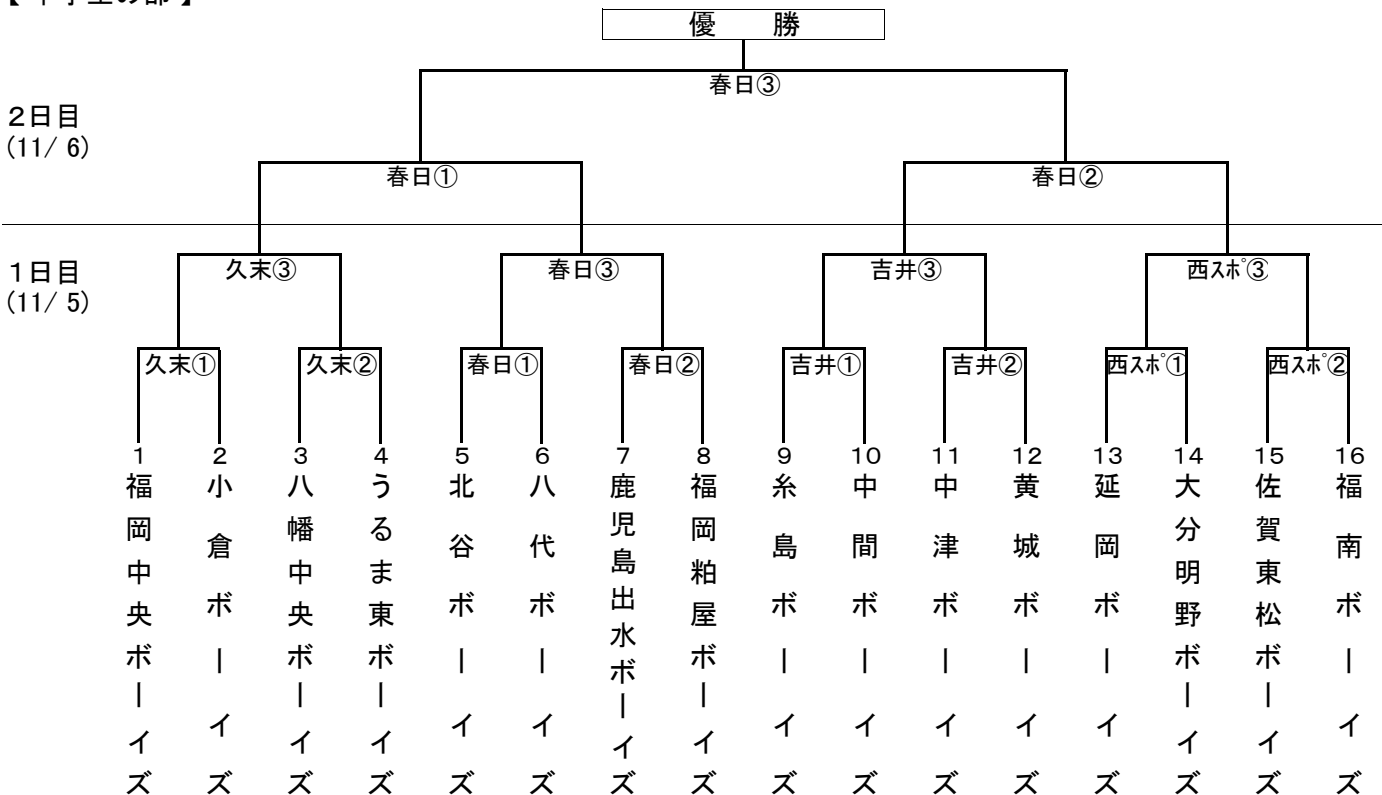 優　勝
春日③
2日目
(11/ 6)
春日①
春日②
1日目
(11/ 5)
久末③
春日③
吉井③
西スポ③
久末①
久末②
春日①
春日②
吉井①
吉井②
西スポ①
西スポ②
1
福岡中央ボーイズ
2
小倉ボーイズ
3
八幡中央ボーイズ
4
うるま東ボーイズ
5
北谷ボーイズ
6
八代ボーイズ
7
鹿児島出水ボーイズ
8
福岡粕屋ボーイズ
9
糸島ボーイズ
10
中間ボーイズ
11
中津ボーイズ
12
黄城ボーイズ
13
延岡ボーイズ
14
大分明野ボーイズ
15
佐賀東松ボーイズ
16
福南ボーイズ